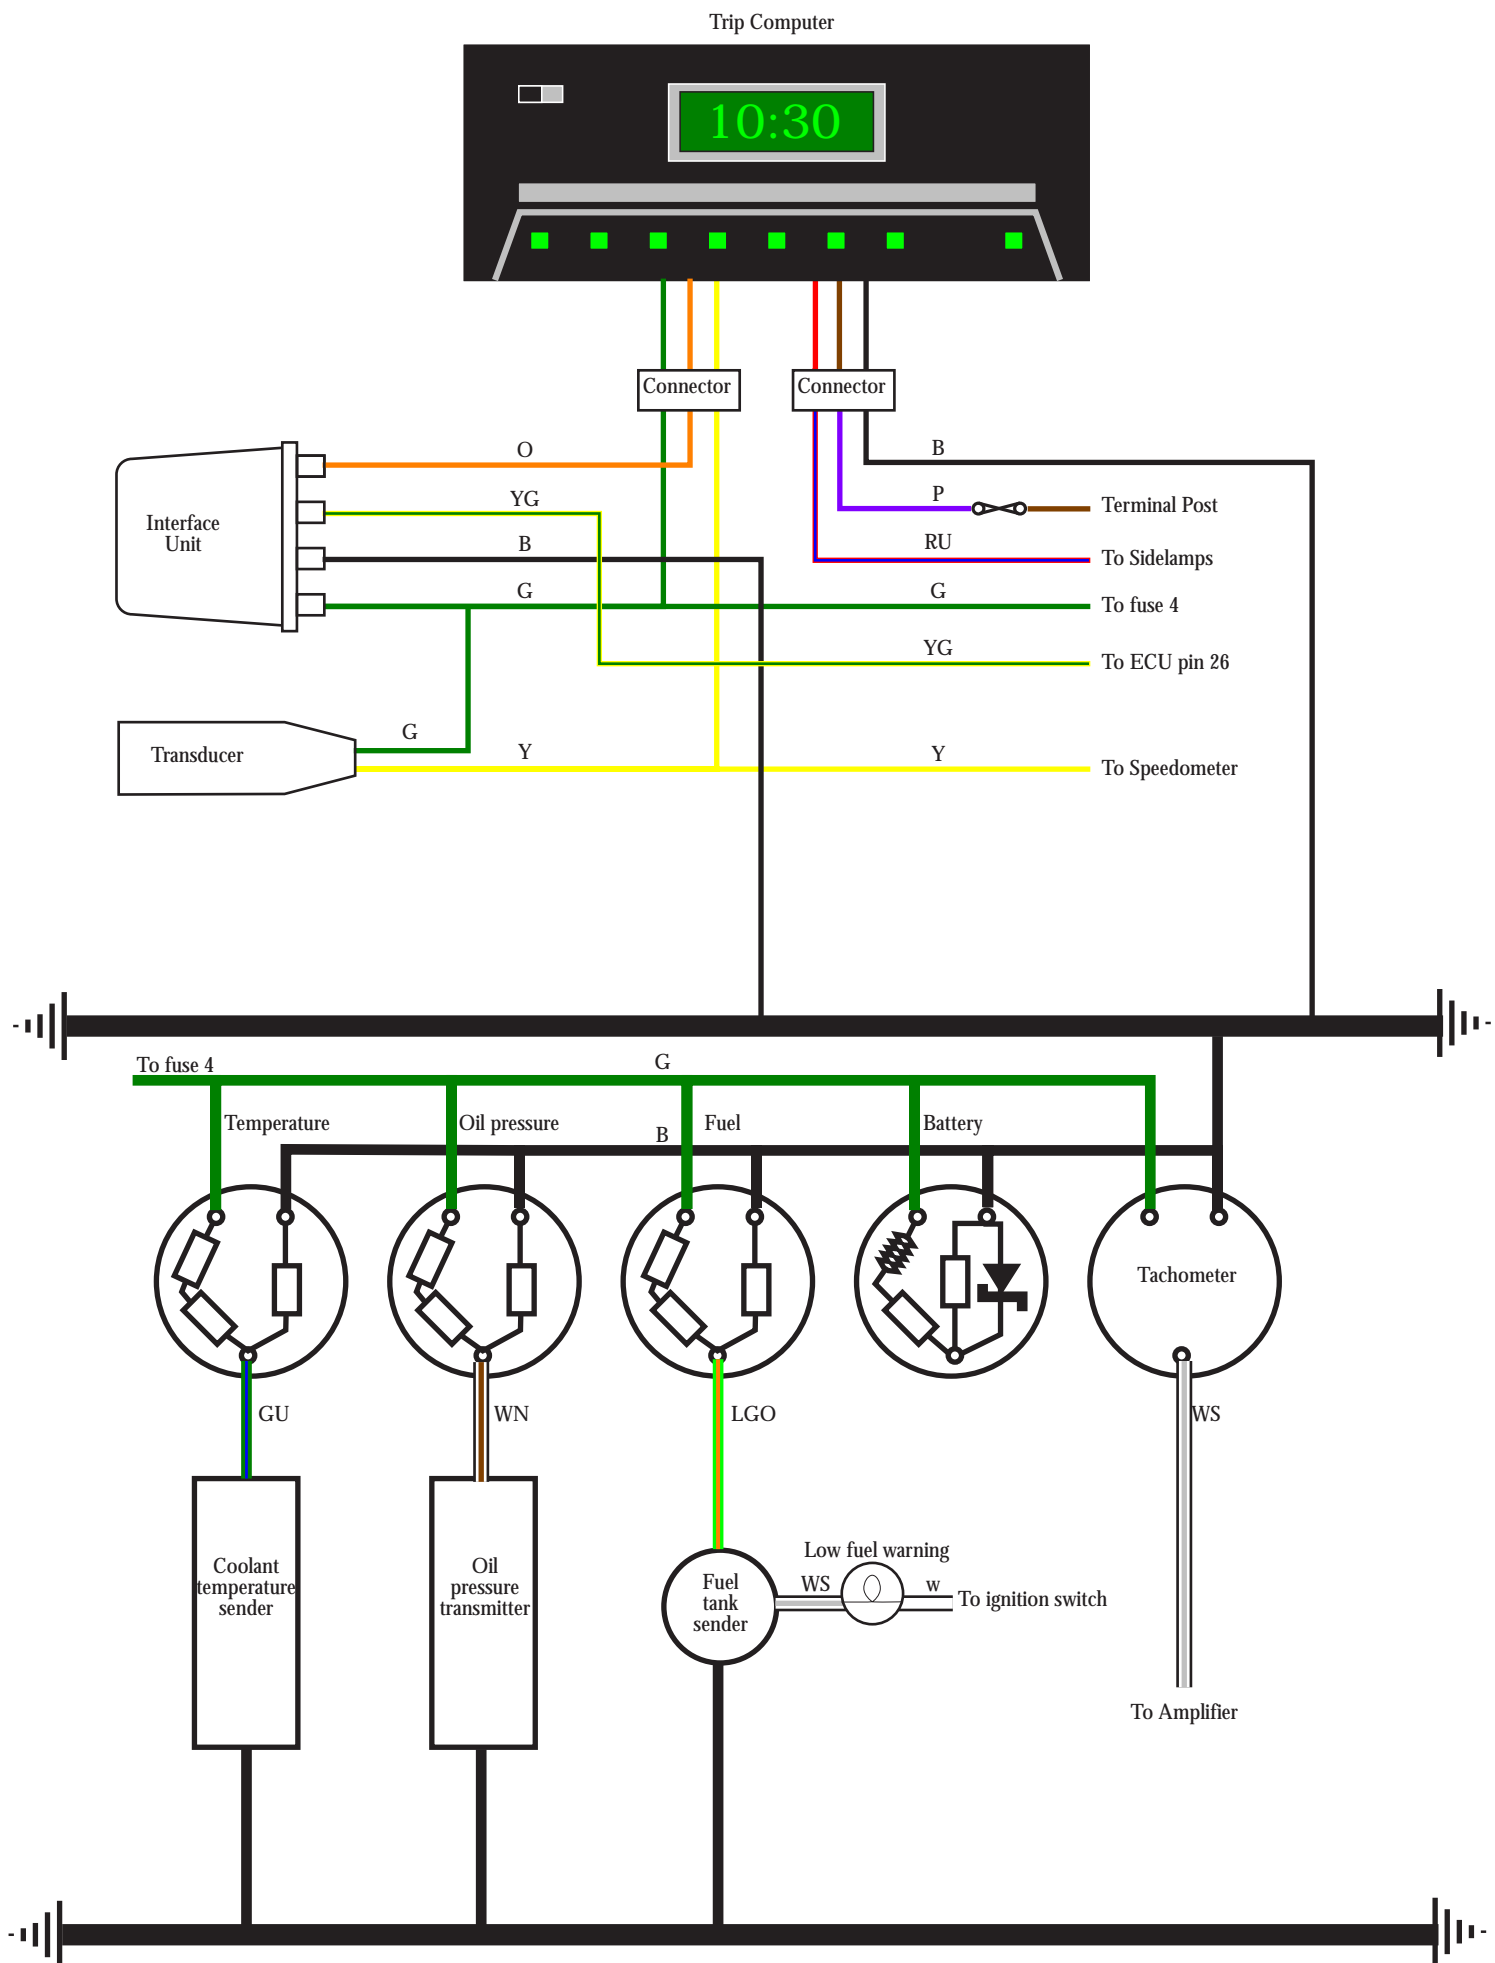 Trip Computer
10:30
Connector
Connector
O
B
YG
P
Terminal Post
Interface
Unit
B
RU
To Sidelamps
G
G
To fuse 4
YG
To ECU pin 26
G
Transducer
Y
Y
To Speedometer
To fuse 4
G
Temperature
Oil pressure
B
Fuel
Battery
Tachometer
GU
WN
LGO
WS
Coolant
temperature
sender
Oil
pressure
transmitter
Fuel
tank
sender
Low fuel warning
WS
w
To ignition switch
To Amplifier